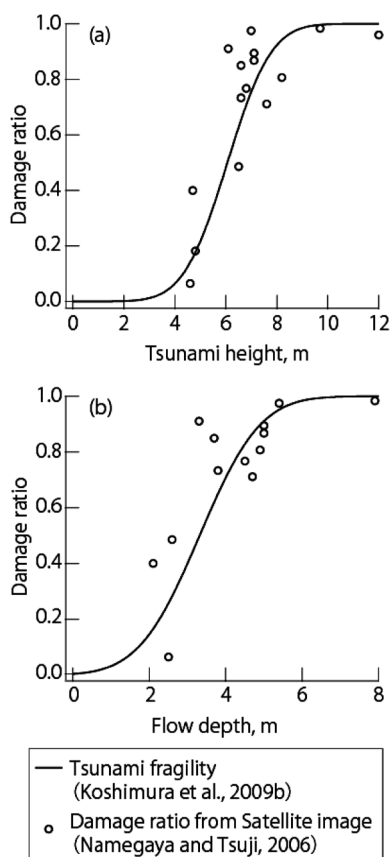 (a)
1.0
0.8
0.6
0.4
0.2
0.0
Damage ratio
0 2 4 6 8 10 12
Tsunami height, m
(b)
1.0
0.8
0.6
0.4
0.2
0.0
Damage ratio
0 2 4 6 8
Flow depth, m
Tsunami fragility
(Koshimura et al., 2009b)
Damage ratio from Satellite image
(Namegaya and Tsuji, 2006)